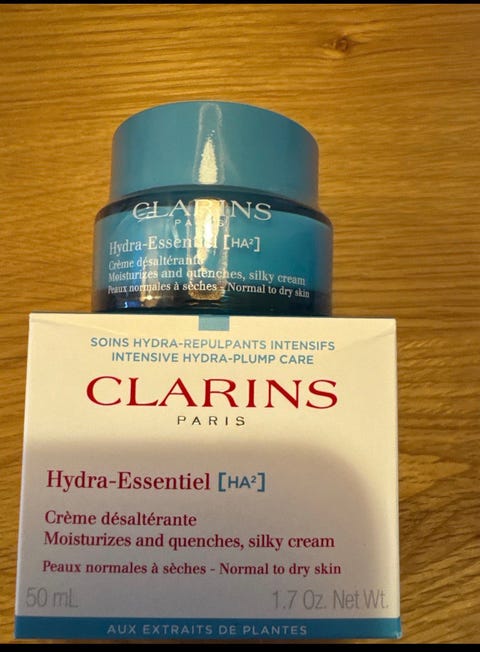 CLARINS
PARIS
Hydra-Essentiel [HA²]
Crème désaltérante
Moisturizes and quenches, silky cream
Peaux normales à sèches - Normal to dry skin
SOINS HYDRA-REPULPANTS INTENSIFS
INTENSIVE HYDRA-PLUMP CARE
CLARINS
PARIS
Hydra-Essentiel [HA²]
Crème désaltérante
Moisturizes and quenches, silky cream
Peaux normales à sèches - Normal to dry skin
50 mL 1.7 Oz. Net Wt.
AUX EXTRAITS DE PLANTES